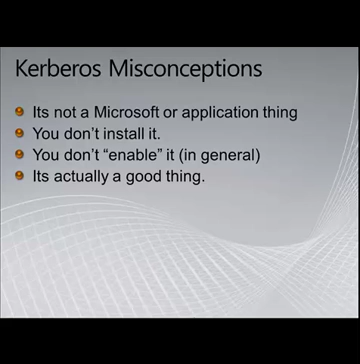 Kerberos Misconceptions
Its not a Microsoft or application thing
You don't install it.
You don't “enable” it (in general)
Its actually a good thing.